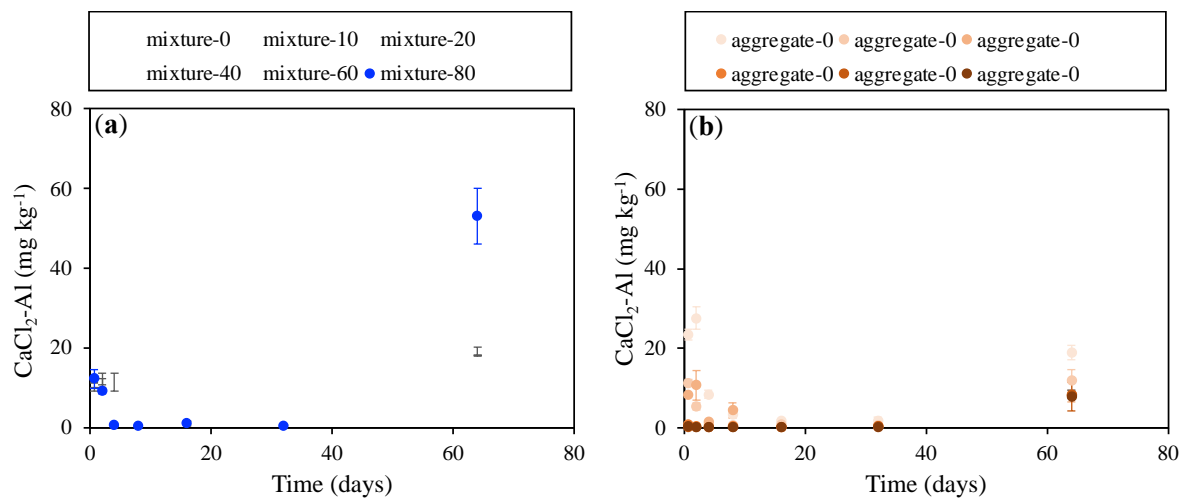 mixture-0 mixture-10 mixture-20
mixture-40 mixture-60 mixture-80
(a)
80
60
40
20
0
0 20 40 60 80
CaCl₂-Al (mg kg⁻¹)
Time (days)
aggregate-0 aggregate-0 aggregate-0
aggregate-0 aggregate-0 aggregate-0
(b)
80
60
40
20
0
0 20 40 60 80
CaCl₂-Al (mg kg⁻¹)
Time (days)